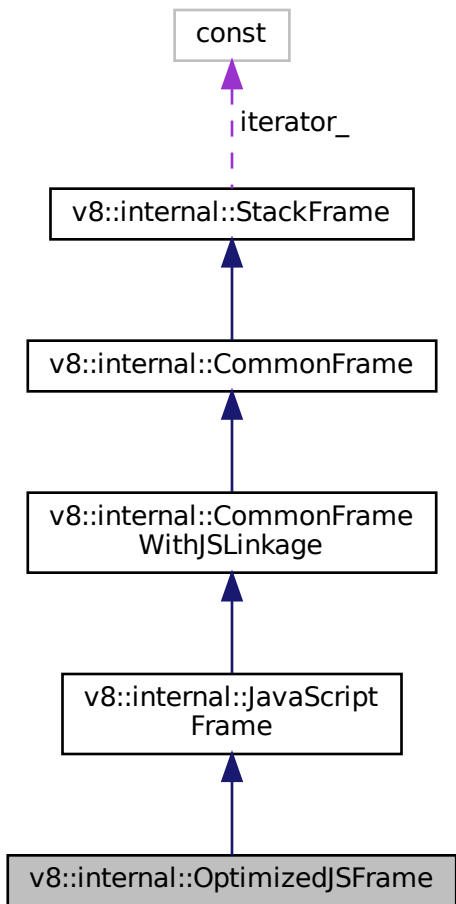 const
iterator_
v8::internal::StackFrame
v8::internal::CommonFrame
v8::internal::CommonFrame
WithJSLinkage
v8::internal::JavaScript
Frame
v8::internal::OptimizedJSFrame